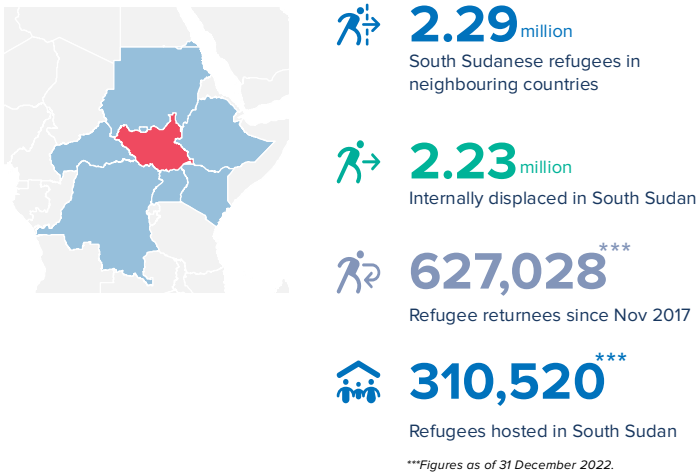 2.29 million
South Sudanese refugees in
neighbouring countries
2.23 million
Internally displaced in South Sudan
627,028***
Refugee returnees since Nov 2017
310,520***
Refugees hosted in South Sudan
***Figures as of 31 December 2022.